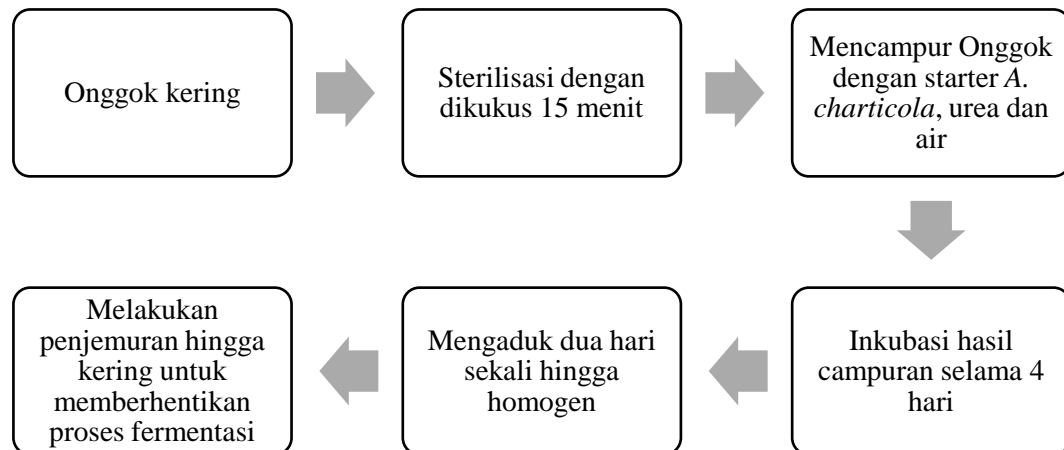 Onggok kering
Sterilisasi dengan
dikukus 15 menit
Mencampur Onggok
dengan starter A.
charticola, urea dan
air
Inkubasi hasil
campuran selama 4
hari
Mengaduk dua hari
sekali hingga
homogen
Melakukan
penjemuran hingga
kering untuk
memberhentikan
proses fermentasi